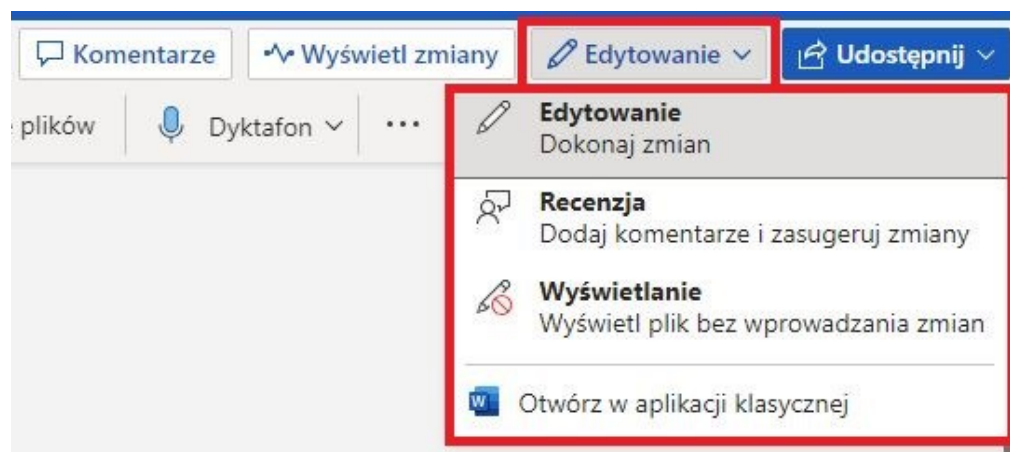 Komentarze Wyświetl zmiany Edytowanie Udostępnij
plików Dyktafon ...
Edytowanie
Dokonaj zmian
Recenzja
Dodaj komentarze i zasugeruj zmiany
Wyświetlanie
Wyświetl plik bez wprowadzania zmian
W Otwórz w aplikacji klasycznej